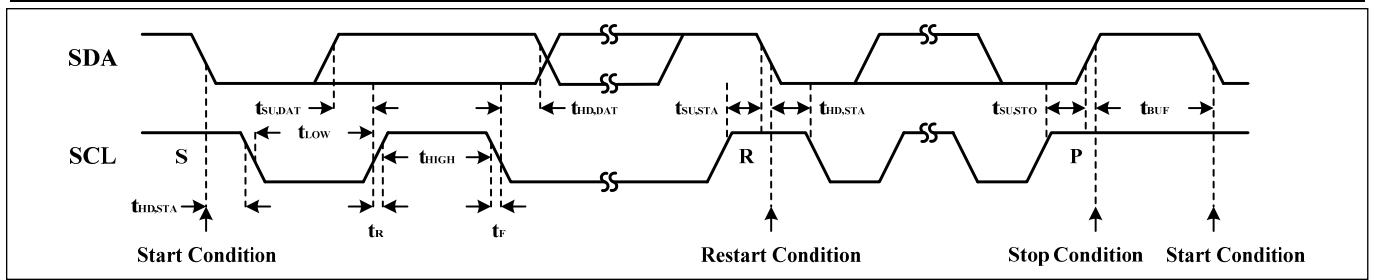 SDA
tSU,DAT tHD,DAT tSU,STA tHD,STA tSU,STO tBUF
tLOW
SCL S tHIGH R P
tHD,STA
tR tF
Start Condition Restart Condition Stop Condition Start Condition